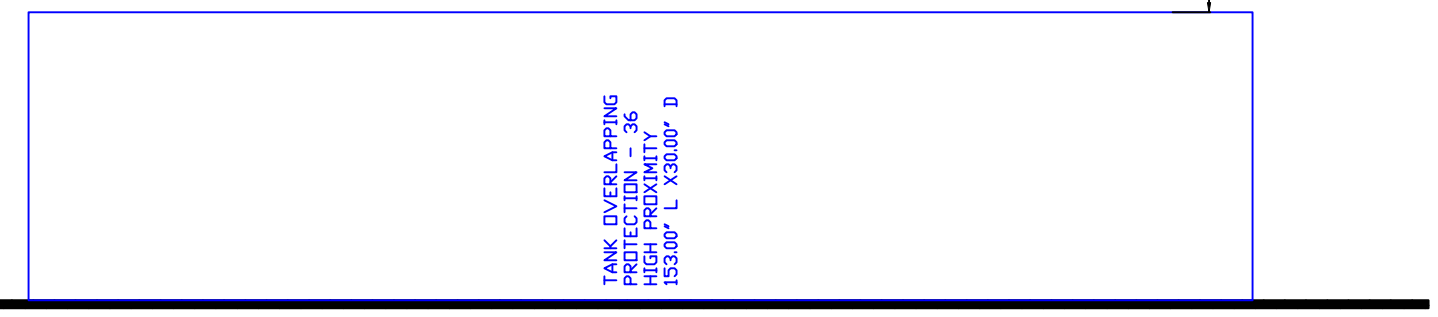 TANK OVERLAPPING
PROTECTION - 36
HIGH PROXIMITY
153.00" L X30.00" D